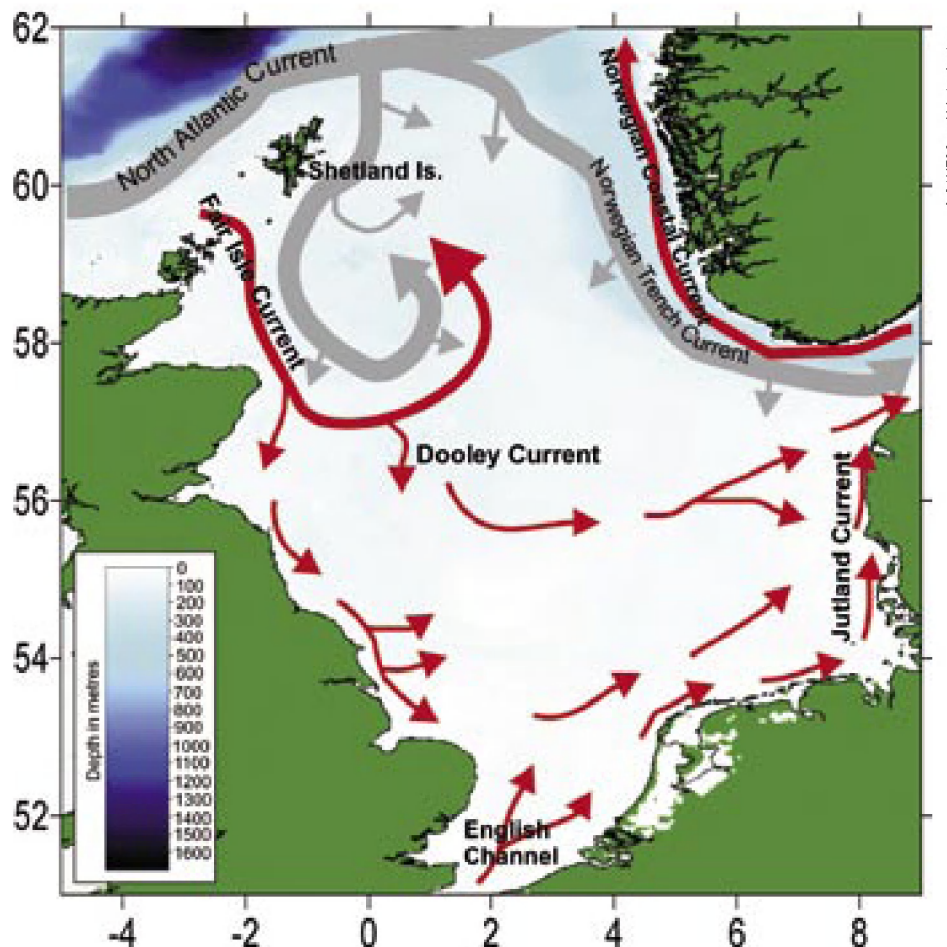 62
60
58
56
54
52
North Atlantic Current
Shetland Is.
Fair Isle Current
Norwegian Coastal Current
Norwegian Trench Current
Dooley Current
Jutland Current
English
Channel
Depth in metres
0
100
200
300
400
500
600
700
800
900
1000
1100
1200
1300
1400
1500
1600
-4 -2 0 2 4 6 8